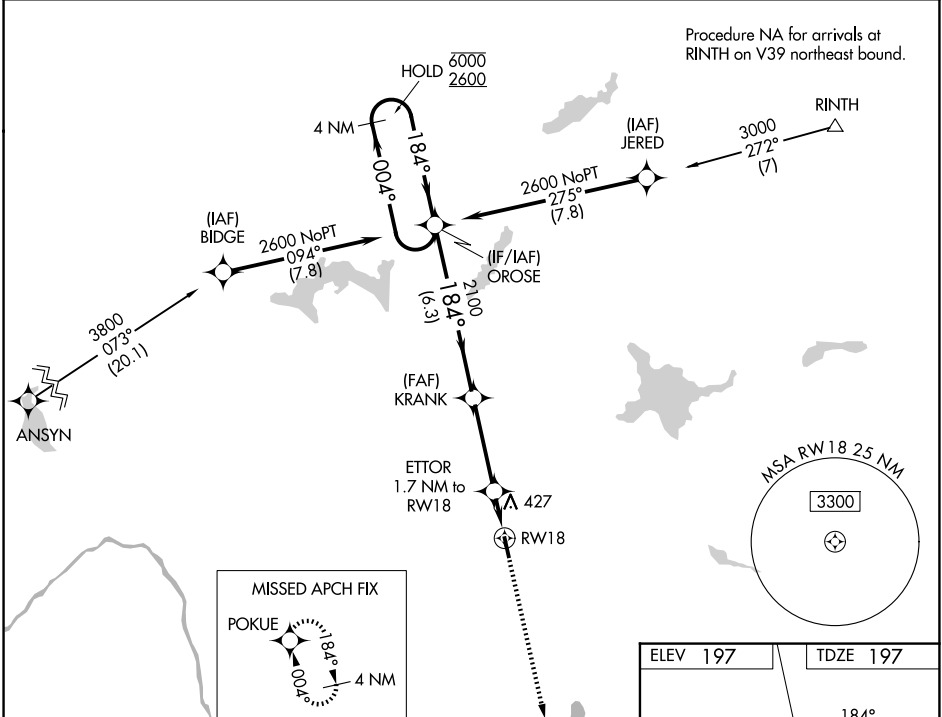 Procedure NA for arrivals at
RINTH on V39 northeast bound.
HOLD
6000
2600
4 NM
184°
004°
RINTH
3000
272°
(7)
(IAF)
JERED
2600 NoPT
275°
(7.8)
(IAF)
BIDGE
2600 NoPT
094°
(7.8)
(IF/IAF)
OROSE
2100
184°
(6.3)
3800
073°
(20.1)
ANSYN
(FAF)
KRANK
ETTOR
1.7 NM to
RW18
427
RW18
MSA RW18 25 NM
3300
MISSED APCH FIX
POKUE
184°
004°
4 NM
ELEV 197
TDZE 197
184°